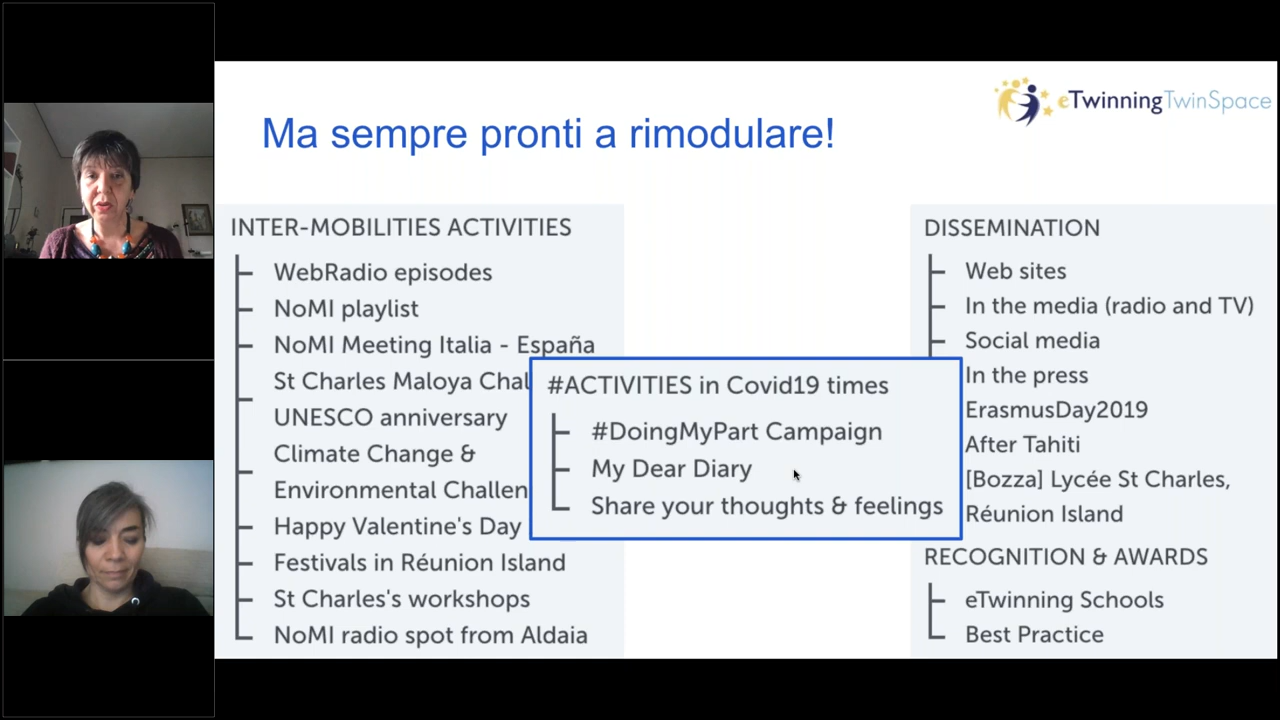 eTwinningTwinSpace
Ma sempre pronti a rimodulare!
INTER-MOBILITIES ACTIVITIES
WebRadio episodes
NoMI playlist
NoMI Meeting Italia - España
St Charles Maloya Chal
UNESCO anniversary
Climate Change &
Environmental Challen
Happy Valentine's Day
Festivals in Réunion Island
St Charles's workshops
NoMI radio spot from Aldaia
#ACTIVITIES in Covid19 times
#DoingMyPart Campaign
My Dear Diary
Share your thoughts & feelings
DISSEMINATION
Web sites
In the media (radio and TV)
Social media
In the press
ErasmusDay2019
After Tahiti
[Bozza] Lycée St Charles,
Réunion Island
RECOGNITION & AWARDS
eTwinning Schools
Best Practice